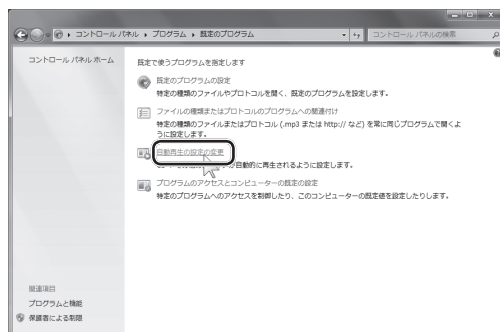 コントロール パネル ▸ プログラム ▸ 既定のプログラム
コントロール パネルの検索
コントロール パネル ホーム
既定で使うプログラムを指定します
既定のプログラムの設定
特定の種類のファイルやプロトコルを開く、既定のプログラムを設定します。
ファイルの種類またはプロトコルのプログラムへの関連付け
特定の種類のファイルまたはプロトコル (.mp3 または http:// など) を常に同じプログラムで開くよ
うに設定します。
自動再生の設定の変更
が自動的に再生されるように設定します。
プログラムのアクセスとコンピューターの既定の設定
特定のプログラムへのアクセスを制御したり、このコンピューターの既定値を設定したりします。
関連項目
プログラムと機能
保護者による制限